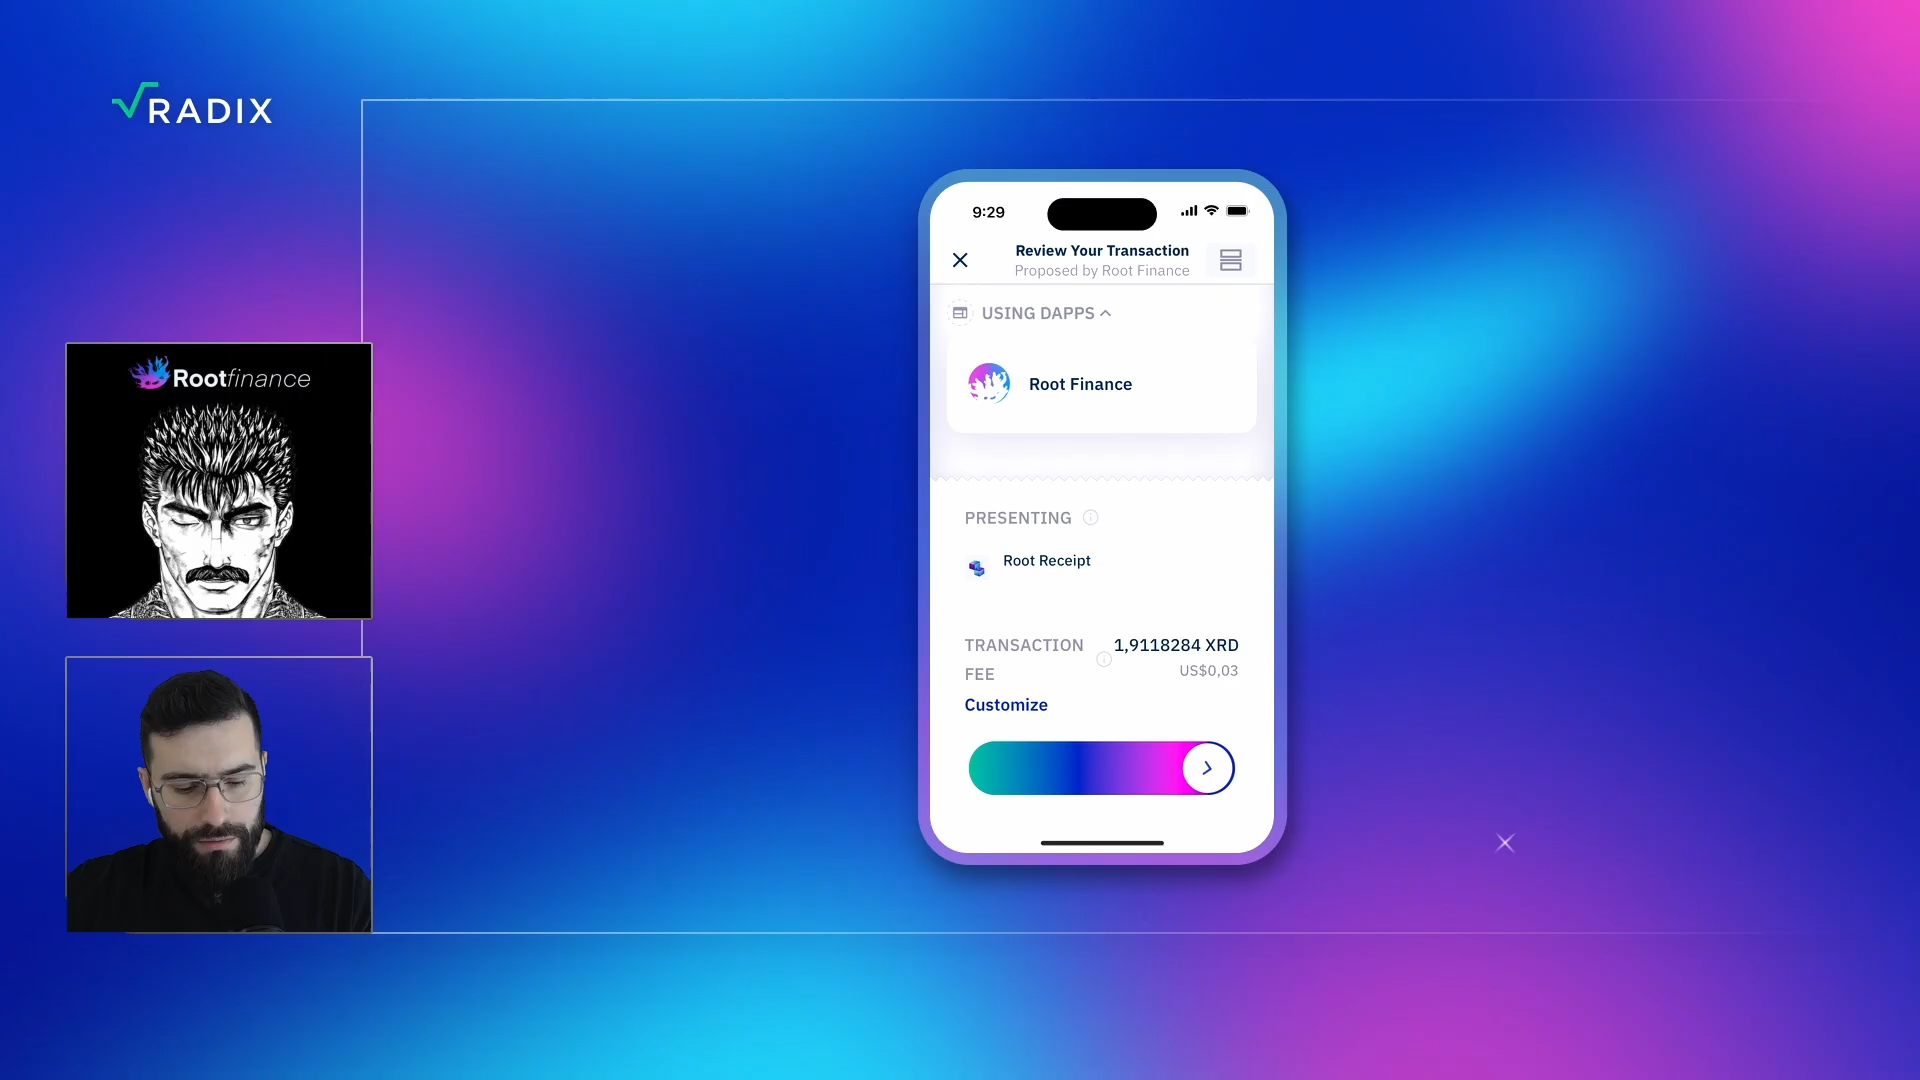 RADIX
Rootfinance
9:29
Review Your Transaction
Proposed by Root Finance
USING DAPPS
Root Finance
PRESENTING
Root Receipt
TRANSACTION FEE
1,9118284 XRD
US$0,03
Customize